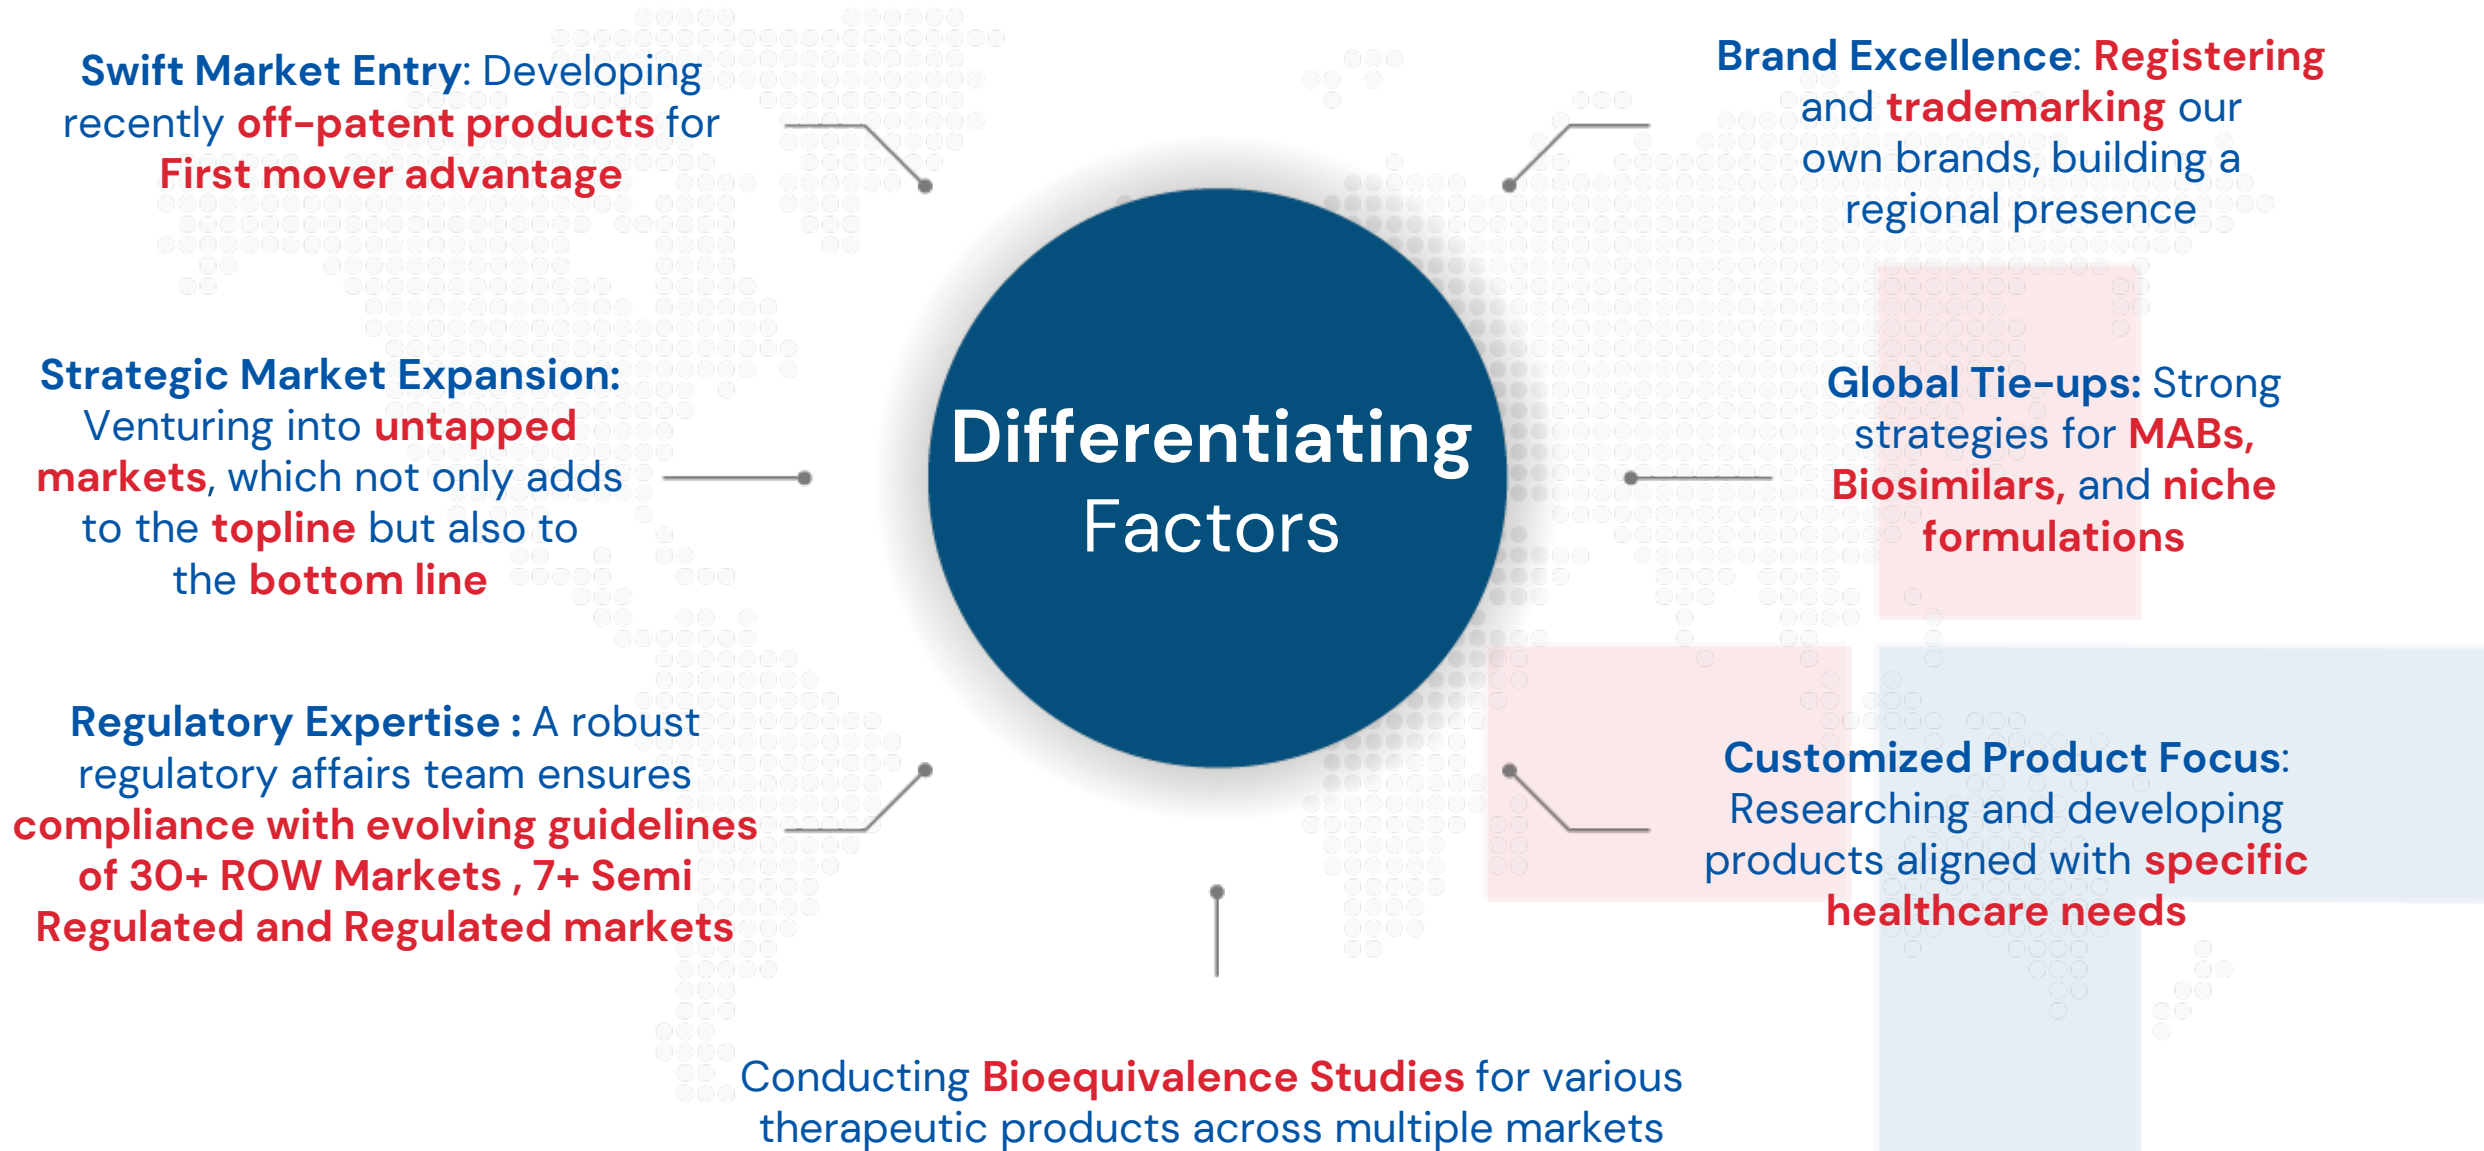 Swift Market Entry: Developing
recently off-patent products for
First mover advantage
Strategic Market Expansion:
Venturing into untapped
markets, which not only adds
to the topline but also to
the bottom line
Regulatory Expertise : A robust
regulatory affairs team ensures
compliance with evolving guidelines
of 30+ ROW Markets , 7+ Semi
Regulated and Regulated markets
Differentiating
Factors
Conducting Bioequivalence Studies for various
therapeutic products across multiple markets
Brand Excellence: Registering
and trademarking our
own brands, building a
regional presence
Global Tie-ups: Strong
strategies for MABs,
Biosimilars, and niche
formulations
Customized Product Focus:
Researching and developing
products aligned with specific
healthcare needs